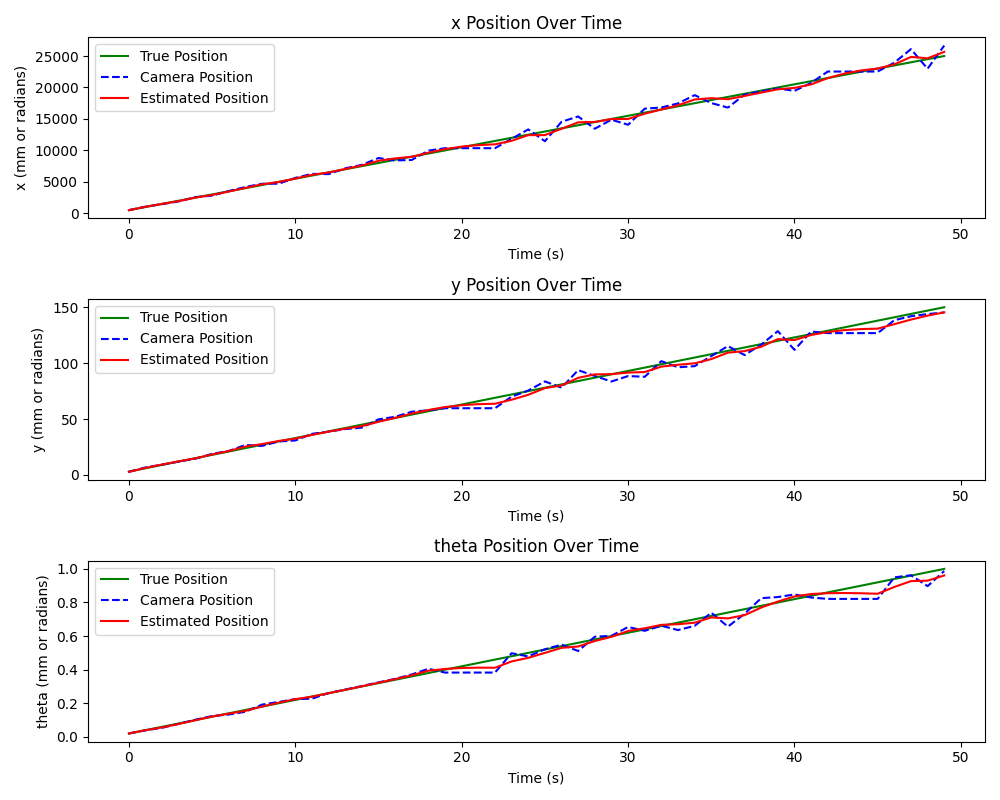 x Position Over Time
True Position
Camera Position
Estimated Position
x (mm or radians)
25000
20000
15000
10000
5000
0
0 10 20 30 40 50
Time (s)
y Position Over Time
True Position
Camera Position
Estimated Position
y (mm or radians)
150
100
50
0
0 10 20 30 40 50
Time (s)
theta Position Over Time
True Position
Camera Position
Estimated Position
theta (mm or radians)
1.0
0.8
0.6
0.4
0.2
0.0
0 10 20 30 40 50
Time (s)